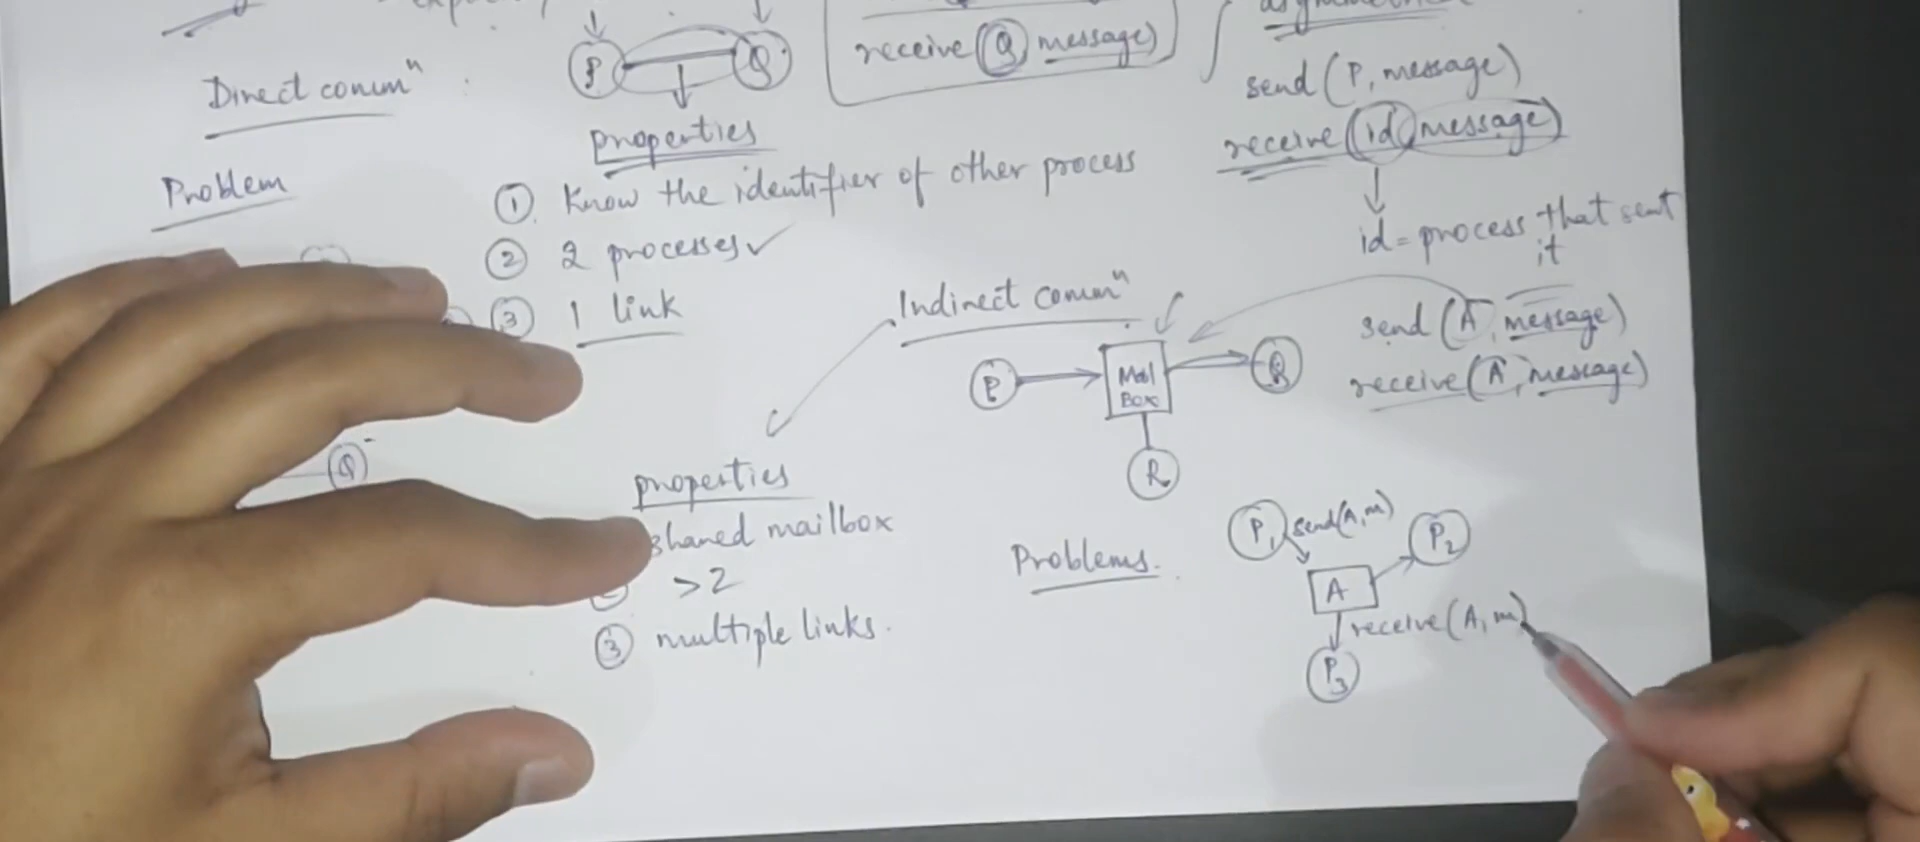 P
Q
receive (Q, message)
send (P, message)
Direct commⁿ :
properties
receive (id, message)
Problem
① Know the identifier of other process
② 2 processes ✓
③ 1 link
id = process that sent
it
Indirect commⁿ
P
Mail
Box
Q
R
send (A, message)
receive (A, message)
Q
properties
shared mailbox
>2
③ multiple links.
Problems.
P₁
send(A, m)
P₂
A
receive(A, m)
P₃